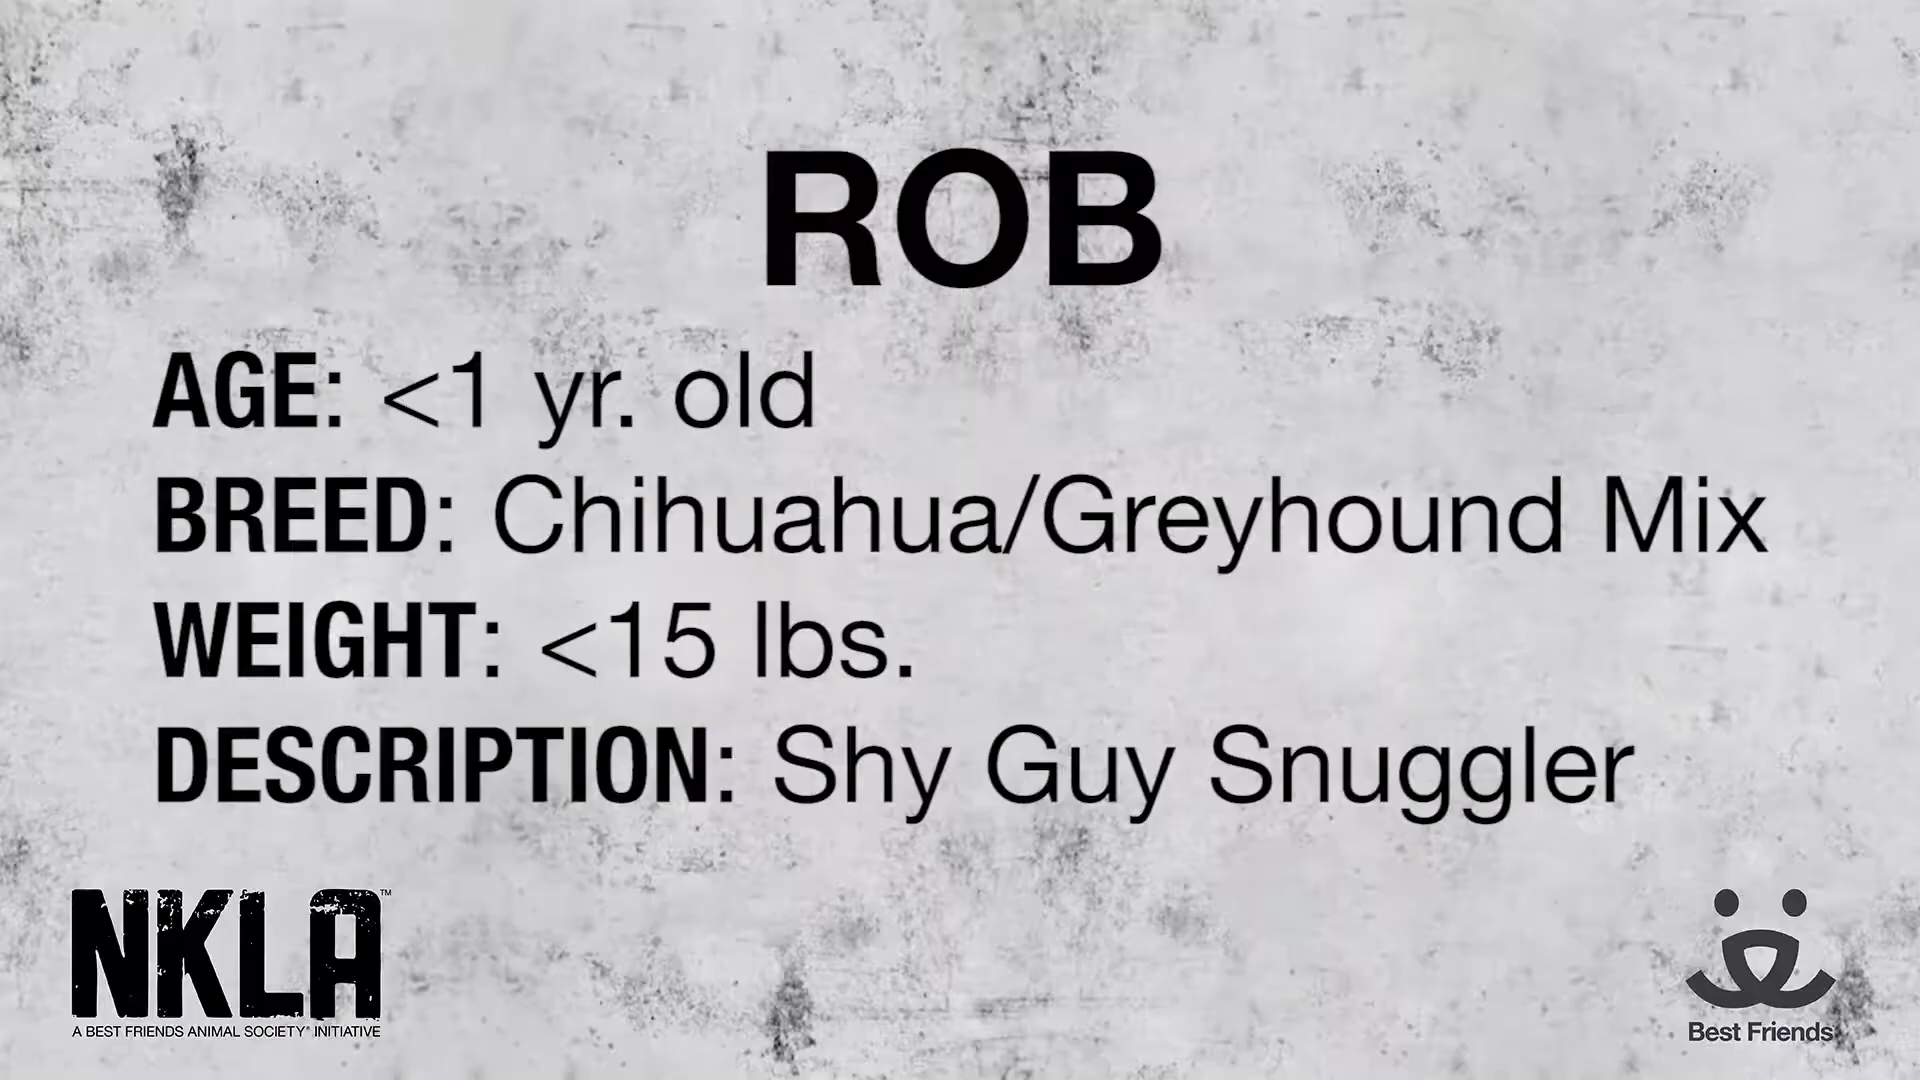 ROB
AGE: <1 yr. old
BREED: Chihuahua/Greyhound Mix
WEIGHT: <15 lbs.
DESCRIPTION: Shy Guy Snuggler
NKLA™
A BEST FRIENDS ANIMAL SOCIETY® INITIATIVE
Best Friends